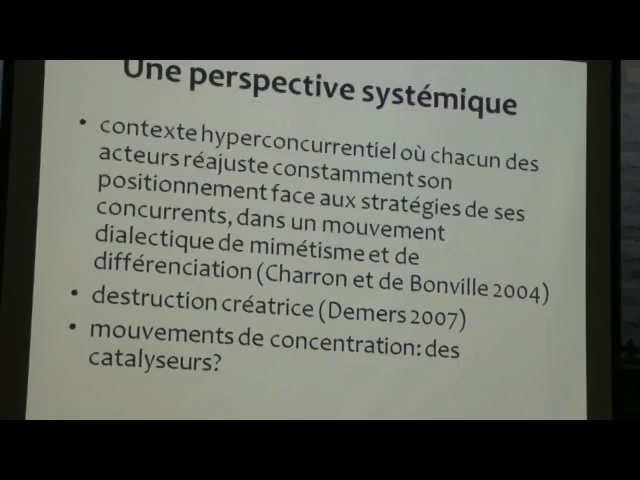 Une perspective systémique
• contexte hyperconcurrentiel où chacun des
acteurs réajuste constamment son
positionnement face aux stratégies de ses
concurrents, dans un mouvement
dialectique de mimétisme et de
différenciation (Charron et de Bonville 2004)
• destruction créatrice (Demers 2007)
• mouvements de concentration: des
catalyseurs?